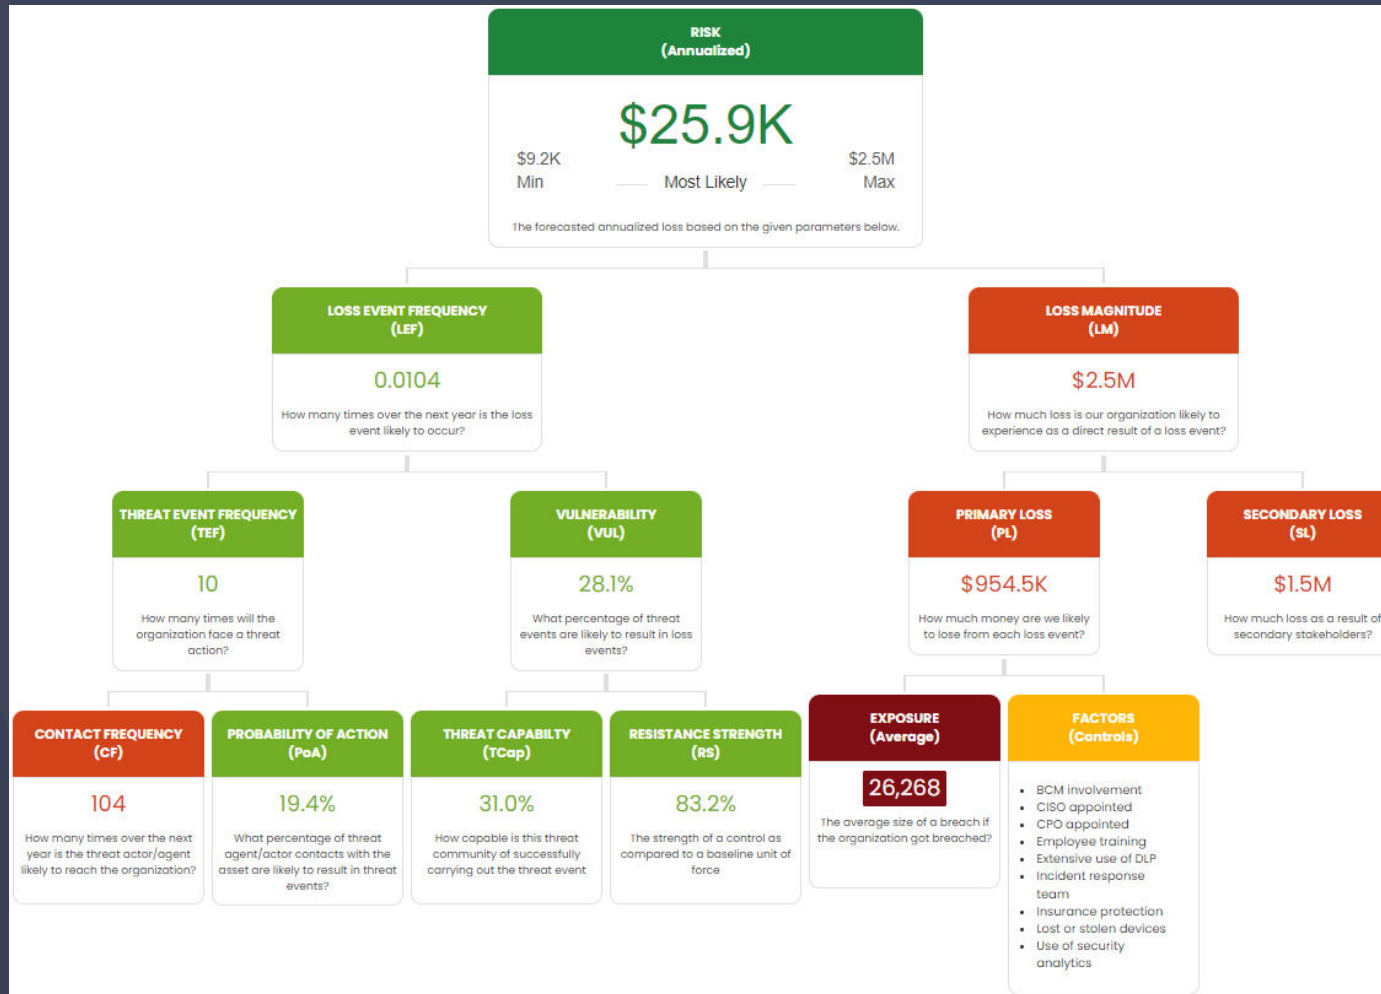 RISK
(Annualized)
$25.9K
$9.2K
Min
Most Likely
$2.5M
Max
The forecasted annualized loss based on the given parameters below.
LOSS EVENT FREQUENCY
(LEF)
0.0104
How many times over the next year is the loss
event likely to occur?
LOSS MAGNITUDE
(LM)
$2.5M
How much loss is our organization likely to
experience as a direct result of a loss event?
THREAT EVENT FREQUENCY
(TEF)
10
How many times will the
organization face a threat
action?
VULNERABILITY
(VUL)
28.1%
What percentage of threat
events are likely to result in loss
events?
PRIMARY LOSS
(PL)
$954.5K
How much money are we likely
to lose from each loss event?
SECONDARY LOSS
(SL)
$1.5M
How much loss as a result of
secondary stakeholders?
CONTACT FREQUENCY
(CF)
104
How many times over the next
year is the threat actor/agent
likely to reach the organization?
PROBABILITY OF ACTION
(PoA)
19.4%
What percentage of threat
agent/actor contacts with the
asset are likely to result in threat
events?
THREAT CAPABILTY
(TCap)
31.0%
How capable is this threat
community of successfully
carrying out the threat event
RESISTANCE STRENGTH
(RS)
83.2%
The strength of a control as
compared to a baseline unit of
force
EXPOSURE
(Average)
26,268
The average size of a breach if
the organization got breached?
FACTORS
(Controls)
• BCM involvement
• CISO appointed
• CPO appointed
• Employee training
• Extensive use of DLP
• Incident response
team
• Insurance protection
• Lost or stolen devices
• Use of security
analytics